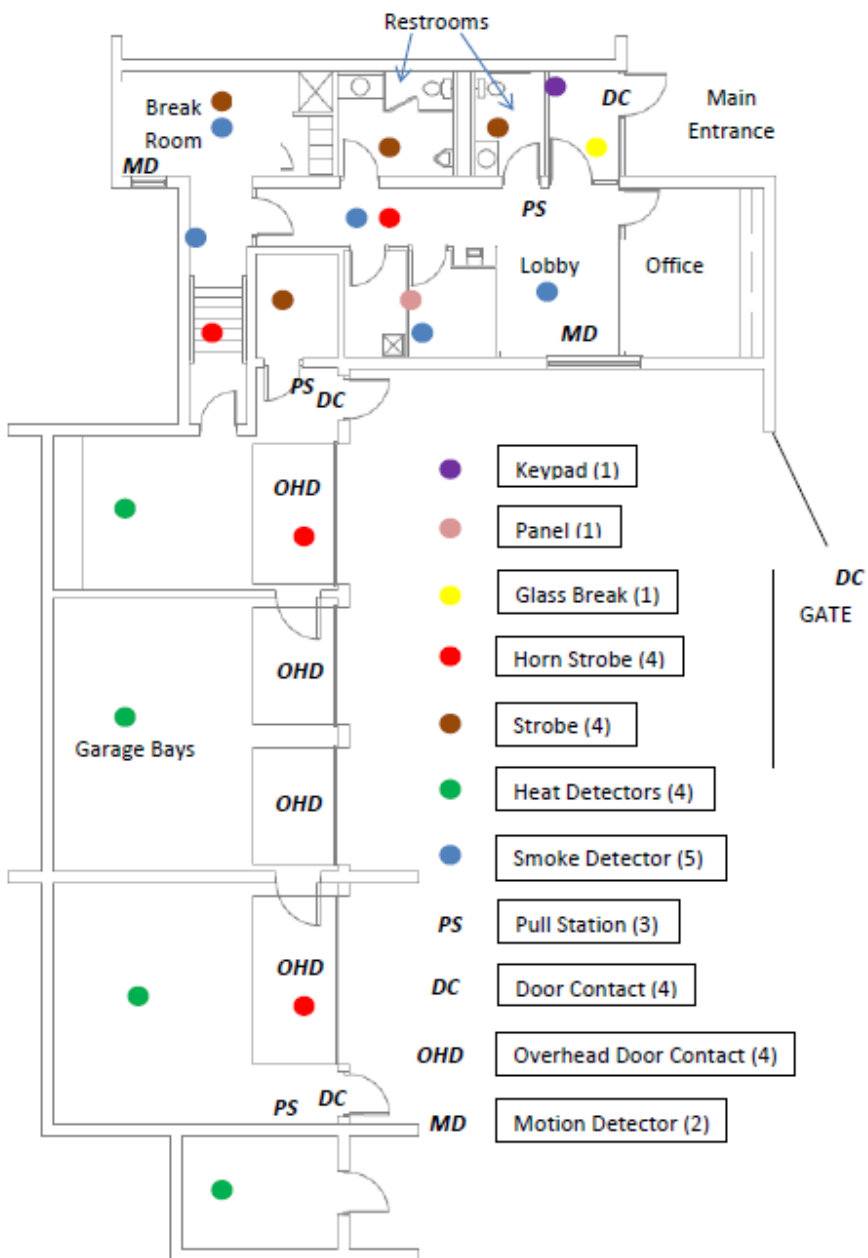 Restrooms
Break
Room
DC
Main
Entrance
MD
PS
Lobby
Office
MD
PS
DC
OHD
Keypad (1)
Panel (1)
DC
GATE
Glass Break (1)
OHD
Horn Strobe (4)
Strobe (4)
Garage Bays
OHD
Heat Detectors (4)
Smoke Detector (5)
PS
Pull Station (3)
OHD
DC
Door Contact (4)
OHD
Overhead Door Contact (4)
PS
DC
MD
Motion Detector (2)